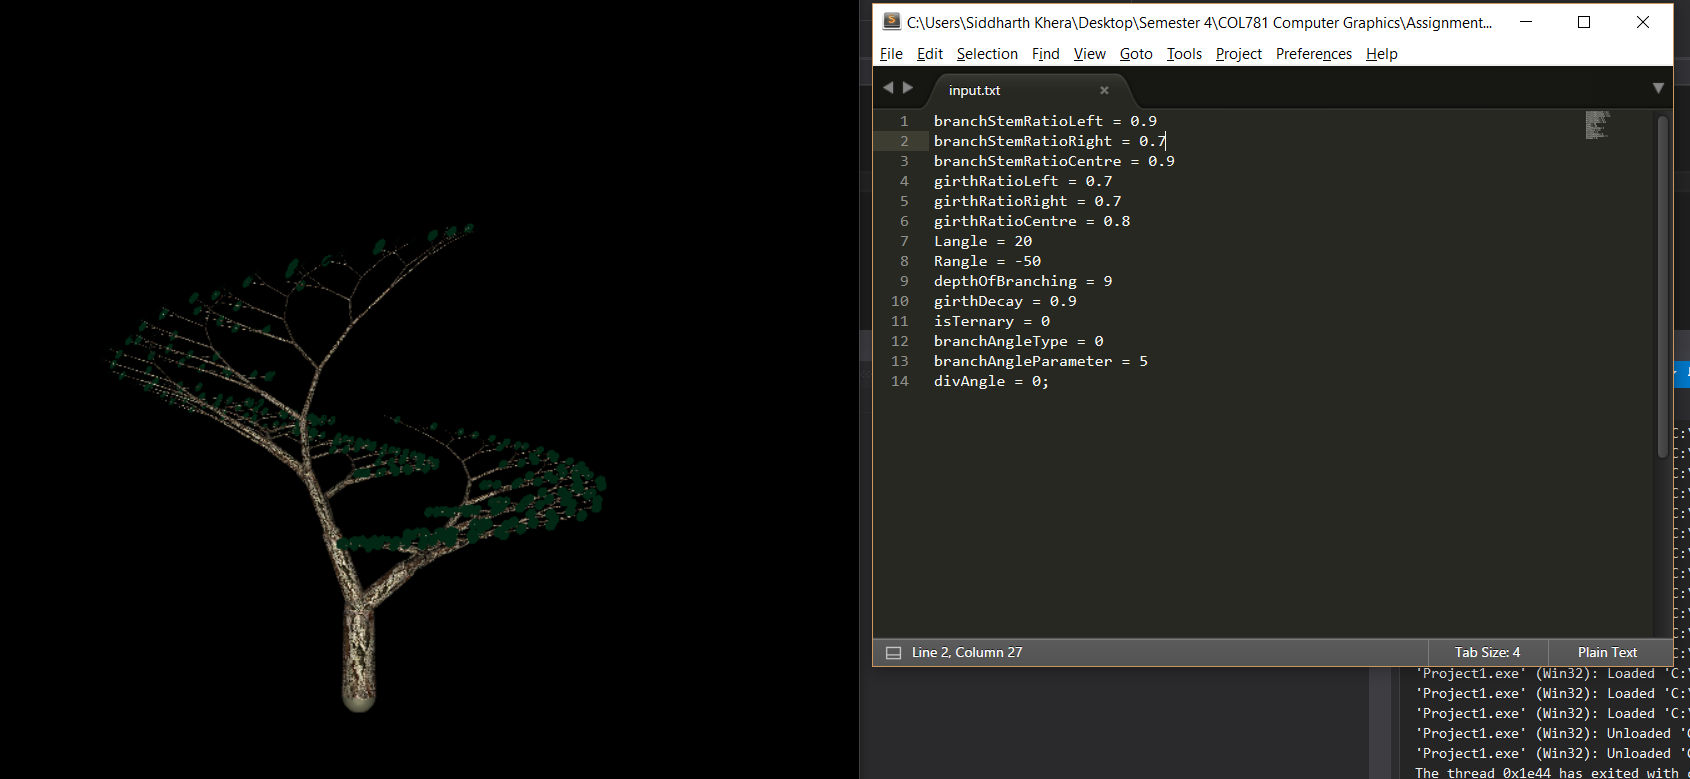 C:\Users\Siddharth Khera\Desktop\Semester 4\COL781 Computer Graphics\Assignment...
File Edit Selection Find View Goto Tools Project Preferences Help
input.txt
1 branchStemRatioLeft = 0.9
2 branchStemRatioRight = 0.7
3 branchStemRatioCentre = 0.9
4 girthRatioLeft = 0.7
5 girthRatioRight = 0.7
6 girthRatioCentre = 0.8
7 Langle = 20
8 Rangle = -50
9 depthOfBranching = 9
10 girthDecay = 0.9
11 isTernary = 0
12 branchAngleType = 0
13 branchAngleParameter = 5
14 divAngle = 0;
Line 2, Column 27 Tab Size: 4 Plain Text
'Project1.exe' (Win32): Loaded 'C:\
'Project1.exe' (Win32): Loaded 'C:\
'Project1.exe' (Win32): Loaded 'C:\
'Project1.exe' (Win32): Unloaded '
'Project1.exe' (Win32): Unloaded '
The thread 0x1e44 has exited with